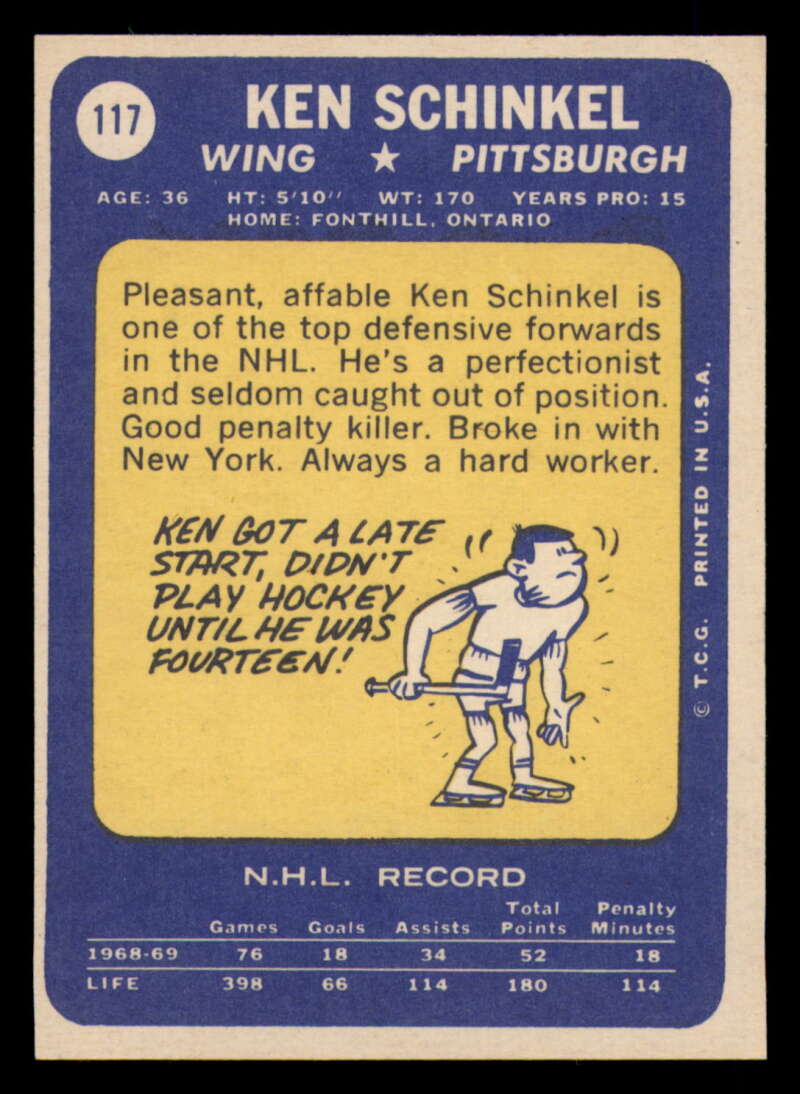 117
KEN SCHINKEL
WING ★ PITTSBURGH
AGE: 36 HT: 5'10'' WT: 170 YEARS PRO: 15
HOME: FONTHILL, ONTARIO
Pleasant, affable Ken Schinkel is
one of the top defensive forwards
in the NHL. He's a perfectionist
and seldom caught out of position.
Good penalty killer. Broke in with
New York. Always a hard worker.
KEN GOT A LATE
START, DIDN'T
PLAY HOCKEY
UNTIL HE WAS
FOURTEEN!
© T.C.G. PRINTED IN U.S.A.
N.H.L. RECORD
Games Goals Assists Total Points Penalty Minutes
1968-69 76 18 34 52 18
LIFE 398 66 114 180 114